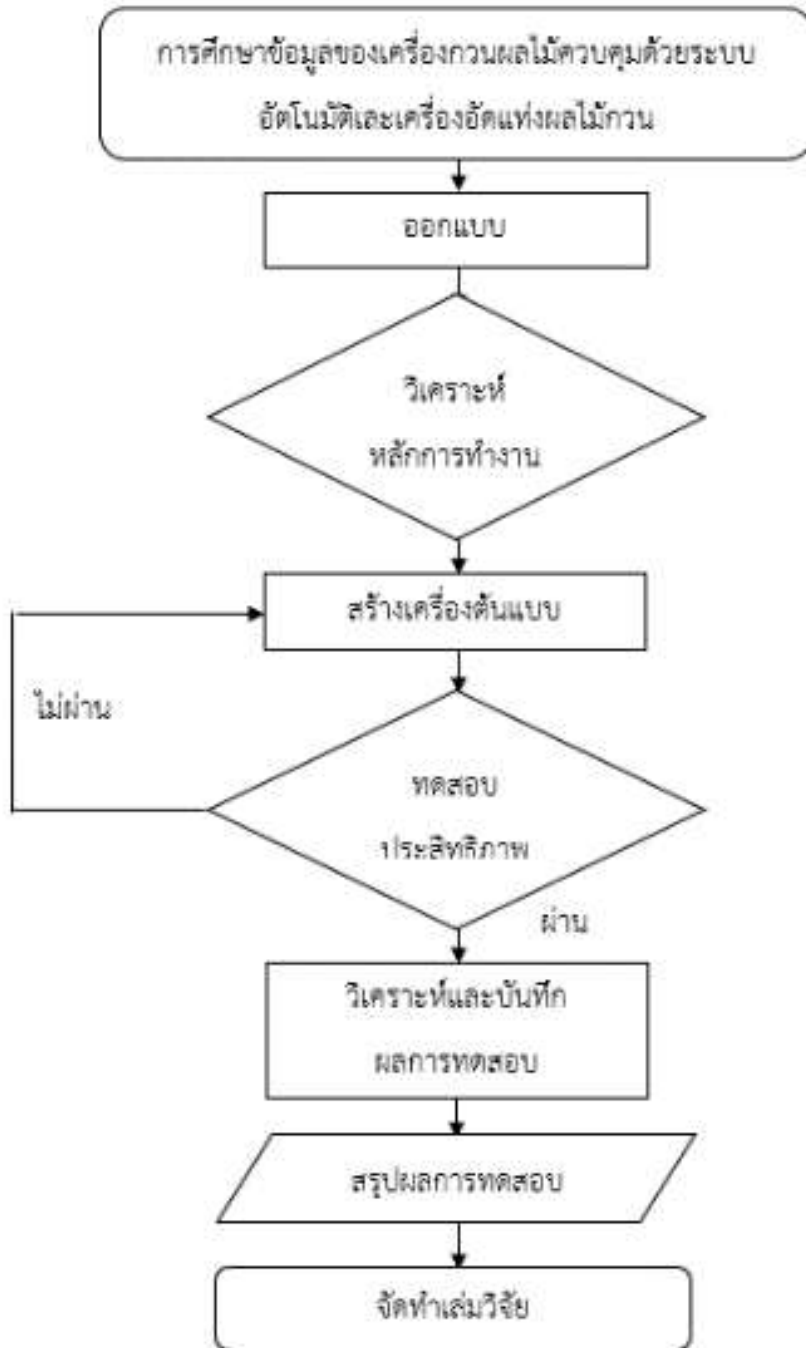 การศึกษาข้อมูลของเครื่องกวนผลไม้ควบคุมด้วยระบบ
อัตโนมัติและเครื่องอัดแท่งผลไม้กวน
ออกแบบ
วิเคราะห์
หลักการทำงาน
สร้างเครื่องต้นแบบ
ไม่ผ่าน
ทดสอบ
ประสิทธิภาพ
ผ่าน
วิเคราะห์และบันทึก
ผลการทดสอบ
สรุปผลการทดสอบ
จัดทำเล่มวิจัย